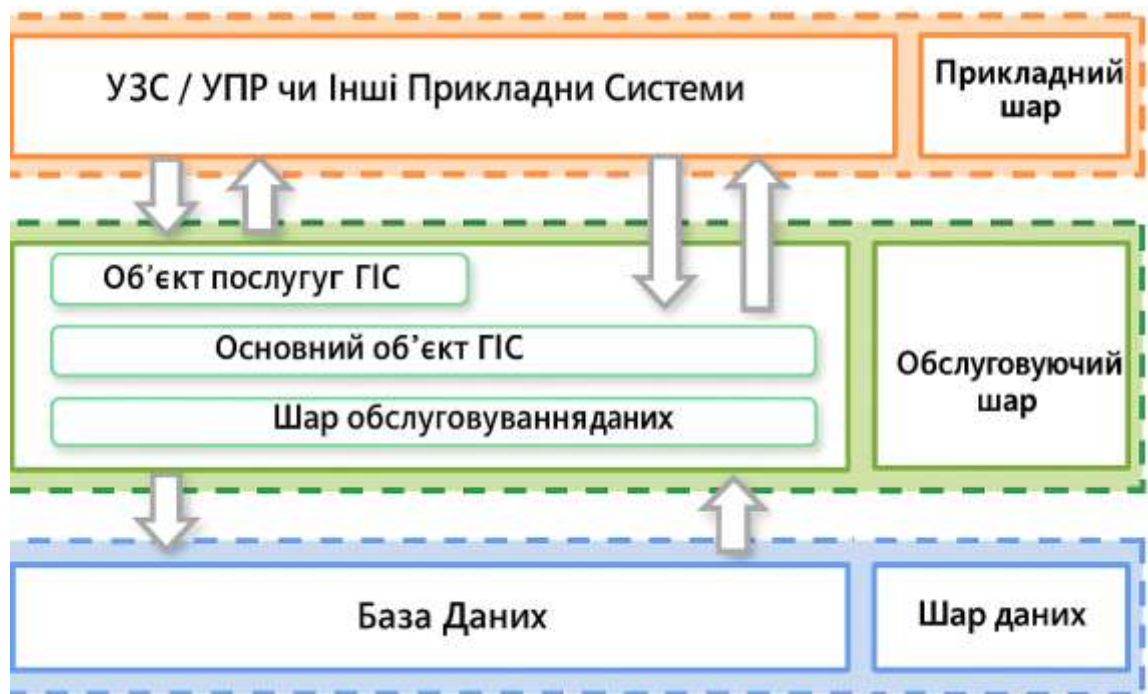 УЗС / УПР чи Інші Прикладни Системи
Прикладний
шар
Об’єкт послугуг ГІС
Основний об’єкт ГІС
Шар обслуговуванняданих
Обслуговуючий
шар
База Даних
Шар даних